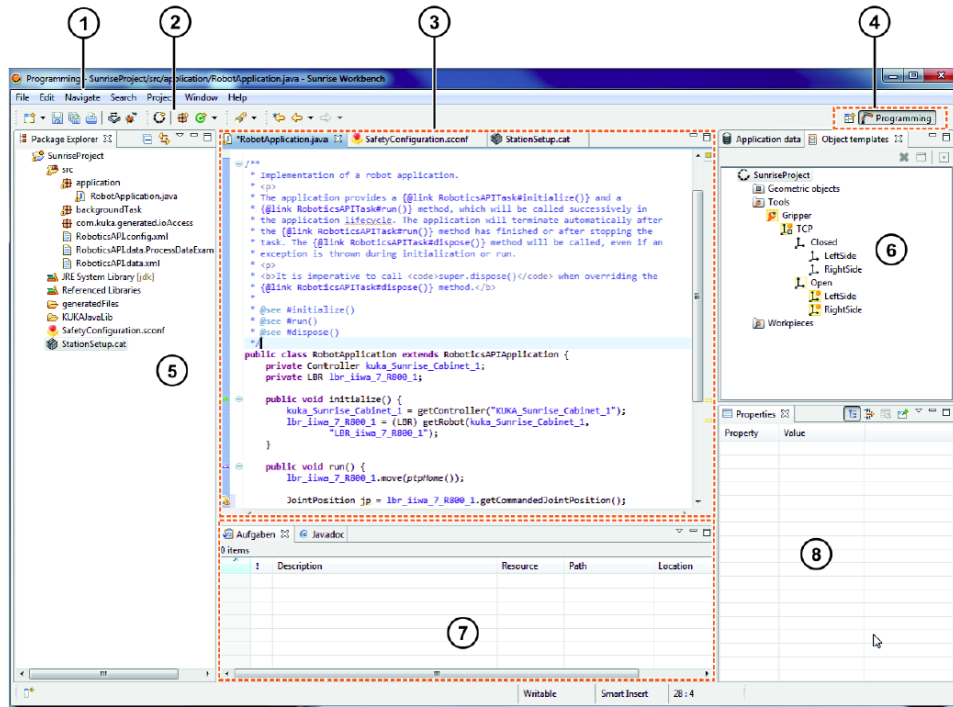 1 2 3 4
Programming - SunriseProject/src/application/RobotApplication.java - Sunrise Workbench
File Edit Navigate Search Project Window Help
Programming
Package Explorer
SunriseProject
src
application
RobotApplication.java
backgroundTask
com.kuka.generated.ioAccess
RoboticsAPI.config.xml
RoboticsAPI.data.ProcessDataExam
RoboticsAPI.data.xml
JRE System Library [jdk]
Referenced Libraries
generatedFiles
KUKAJavaLib
SafetyConfiguration.sconf
StationSetup.cat
5
*RobotApplication.java SafetyConfiguration.sconf StationSetup.cat
/**
* Implementation of a robot application.
* <p>
* The application provides a {@link RoboticsAPITask#initialize()} and a
* {@link RoboticsAPITask#run()} method, which will be called successively in
* the application lifecycle. The application will terminate automatically after
* the {@link RoboticsAPITask#run()} method has finished or after stopping the
* task. The {@link RoboticsAPITask#dispose()} method will be called, even if an
* exception is thrown during initialization or run.
* <p>
* <b>It is imperative to call <code>super.dispose()</code> when overriding the
* {@link RoboticsAPITask#dispose()} method.</b>
*
* @see #initialize()
* @see #run()
* @see #dispose()
*/
public class RobotApplication extends RoboticsAPIApplication {
private Controller kuka_Sunrise_Cabinet_1;
private LBR lbr_iiwa_7_R800_1;
public void initialize() {
kuka_Sunrise_Cabinet_1 = getController("KUKA_Sunrise_Cabinet_1");
lbr_iiwa_7_R800_1 = (LBR) getRobot(kuka_Sunrise_Cabinet_1,
"LBR_iiwa_7_R800_1");
}
public void run() {
lbr_iiwa_7_R800_1.move(ptpHome());
JointPosition jp = lbr_iiwa_7_R800_1.getCommandedJointPosition();
Application data Object templates
SunriseProject
Geometric objects
Tools
Gripper
TCP
Closed
LeftSide
RightSide
Open
LeftSide
RightSide
Workpieces
6
Aufgaben @ Javadoc
0 items
! Description Resource Path Location
7
Properties
Property Value
8
Writable Smart Insert 28 : 4